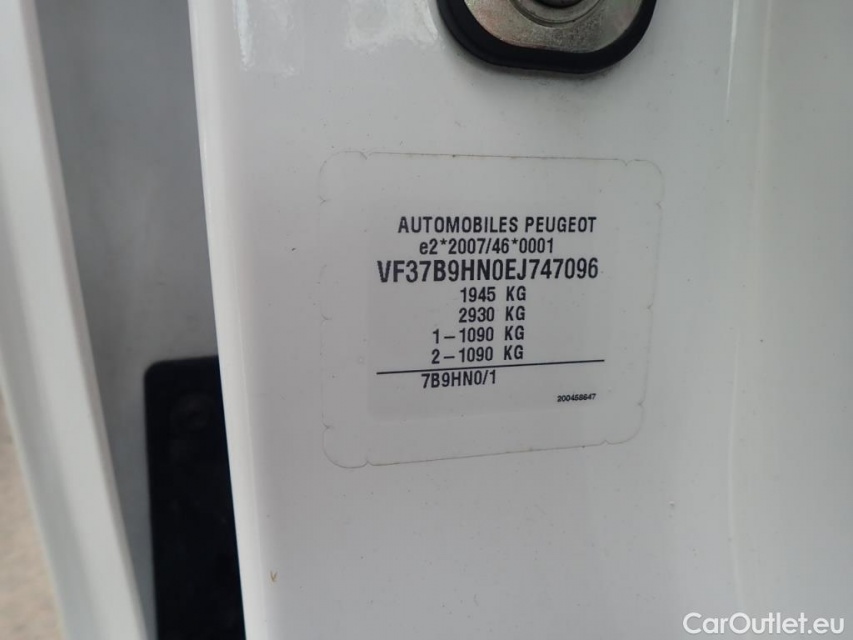 AUTOMOBILES PEUGEOT
e2*2007/46*0001
VF37B9HN0EJ747096
1945 KG
2930 KG
1-1090 KG
2-1090 KG
7B9HN0/1
200458647
CarOutlet.eu